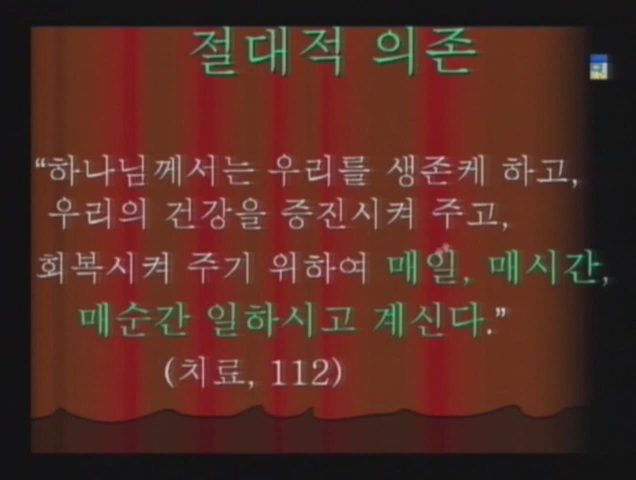 절대적 의존
“하나님께서는 우리를 생존케 하고,
우리의 건강을 증진시켜 주고,
회복시켜 주기 위하여 매일, 매시간,
매순간 일하시고 계신다.”
(치료, 112)